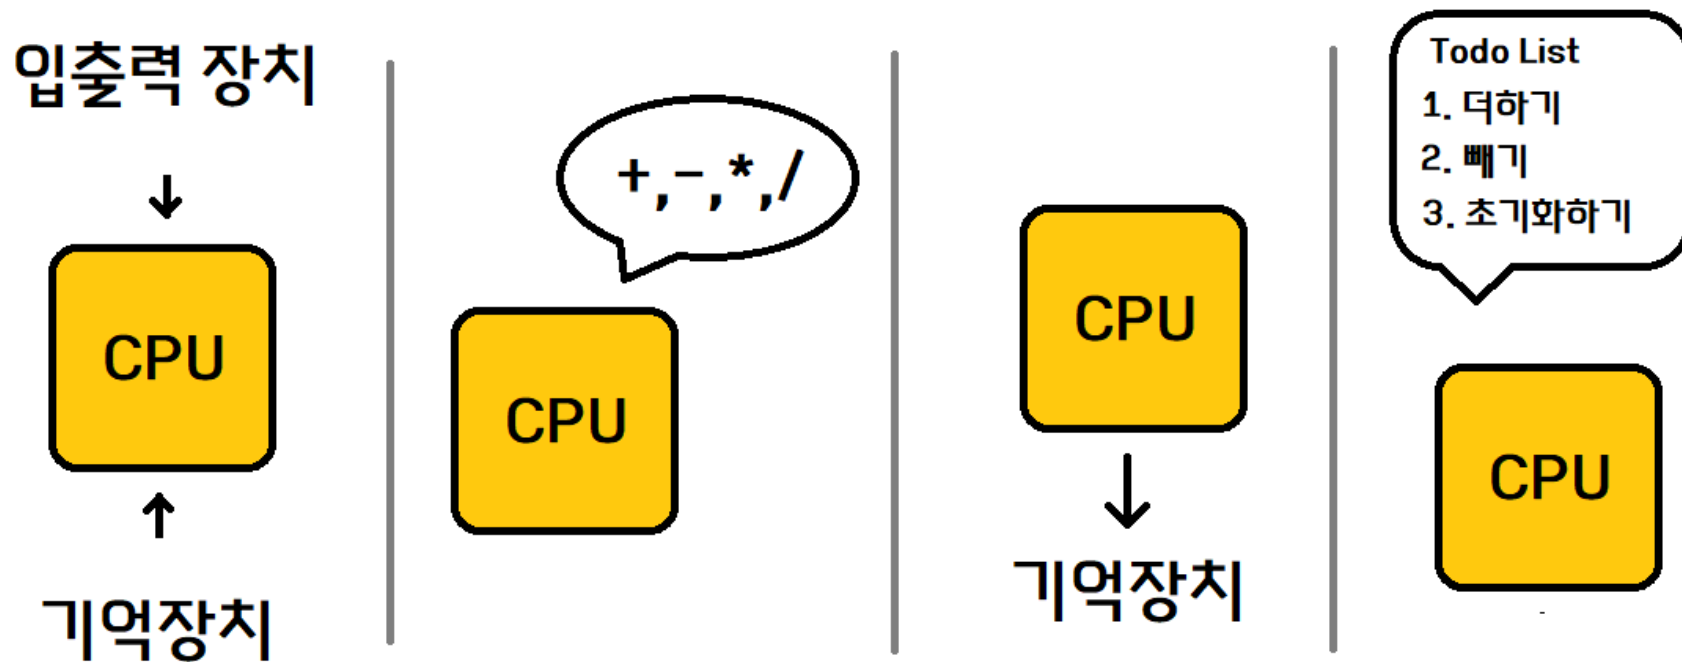 입출력 장치
CPU
기억장치
+,-,*,/
CPU
CPU
기억장치
Todo List
1. 더하기
2. 빼기
3. 초기화하기
CPU